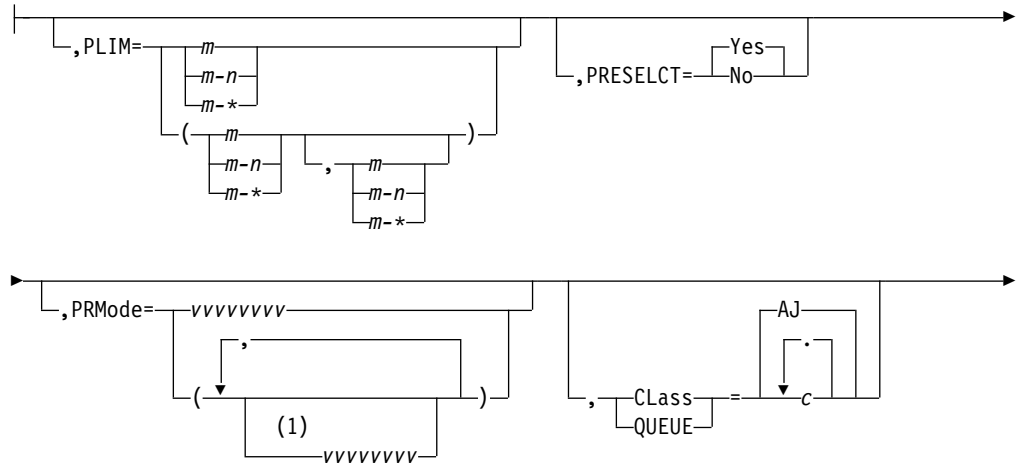 ,PLIM= m ,PRESELCT= Yes
m-n No
m-*
( m , m )
m-n m-n
m-* m-*
,PRMode= vvvvvvvv , CLass = AJ
( , ) QUEUE . c
(1)
vvvvvvvv